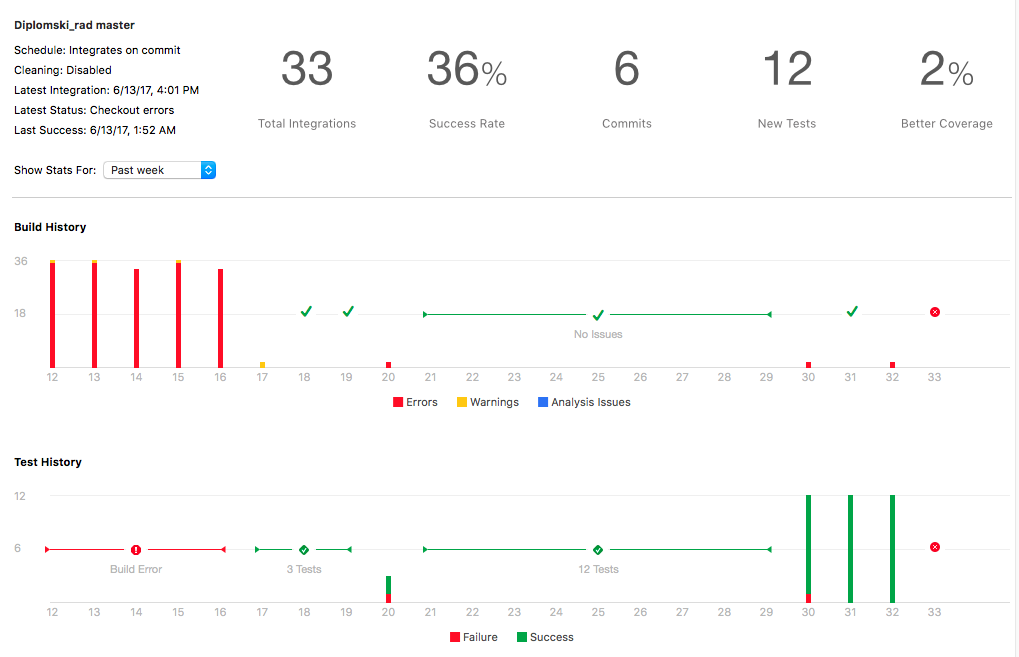 Diplomski_rad master
Schedule: Integrates on commit
Cleaning: Disabled
Latest Integration: 6/13/17, 4:01 PM
Latest Status: Checkout errors
Last Success: 6/13/17, 1:52 AM
33 36% 6 12 2%
Total Integrations Success Rate Commits New Tests Better Coverage
Show Stats For: Past week
Build History
36
18
No Issues
12 13 14 15 16 17 18 19 20 21 22 23 24 25 26 27 28 29 30 31 32 33
Errors Warnings Analysis Issues
Test History
12
6
Build Error 3 Tests 12 Tests
12 13 14 15 16 17 18 19 20 21 22 23 24 25 26 27 28 29 30 31 32 33
Failure Success